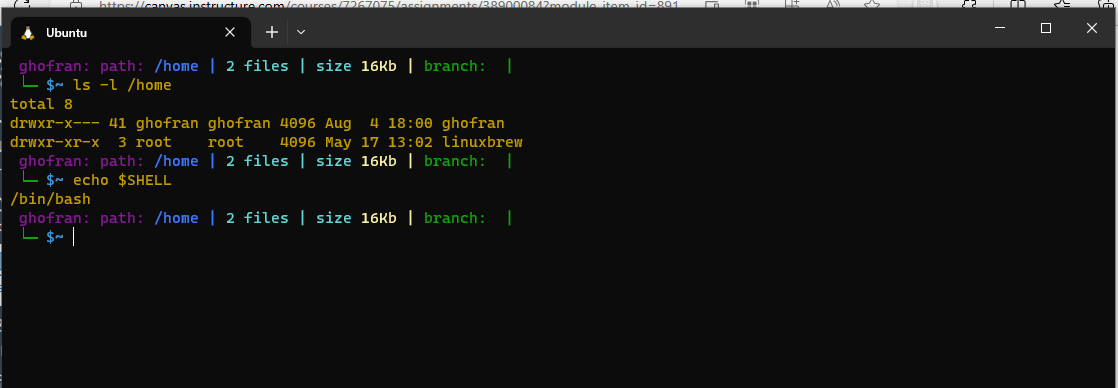 https://canvas.instructure.com/courses/7267075/assignments/38900084?module_item_id=891
Ubuntu
ghofran: path: /home | 2 files | size 16Kb | branch:  |
└─ $~ ls -l /home
total 8
drwxr-x--- 41 ghofran ghofran 4096 Aug  4 18:00 ghofran
drwxr-xr-x  3 root    root    4096 May 17 13:02 linuxbrew
ghofran: path: /home | 2 files | size 16Kb | branch:  |
└─ $~ echo $SHELL
/bin/bash
ghofran: path: /home | 2 files | size 16Kb | branch:  |
└─ $~